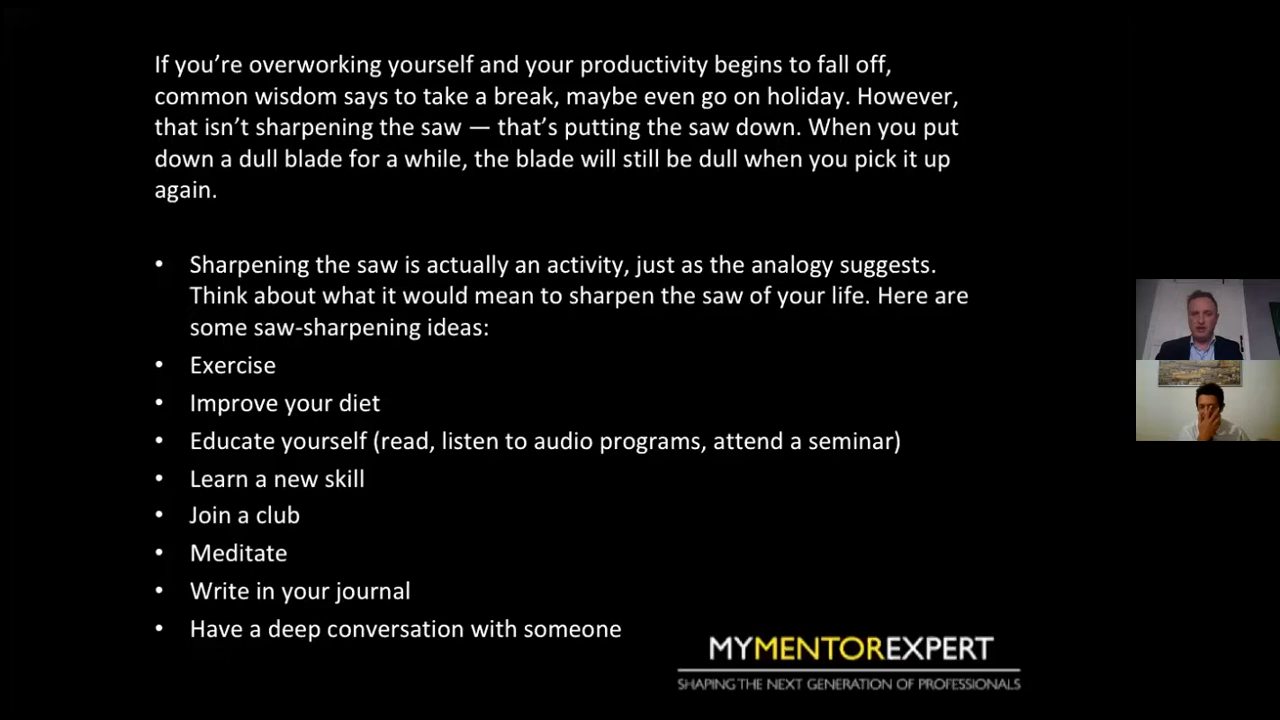 If you’re overworking yourself and your productivity begins to fall off,
common wisdom says to take a break, maybe even go on holiday. However,
that isn’t sharpening the saw — that’s putting the saw down. When you put
down a dull blade for a while, the blade will still be dull when you pick it up
again.
• Sharpening the saw is actually an activity, just as the analogy suggests.
Think about what it would mean to sharpen the saw of your life. Here are
some saw-sharpening ideas:
• Exercise
• Improve your diet
• Educate yourself (read, listen to audio programs, attend a seminar)
• Learn a new skill
• Join a club
• Meditate
• Write in your journal
• Have a deep conversation with someone
MYMENTOREXPERT
SHAPING THE NEXT GENERATION OF PROFESSIONALS